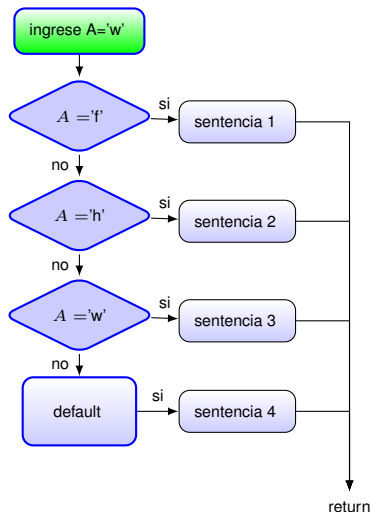 ingrese A='w'
A ='f'
si
sentencia 1
no
A ='h'
si
sentencia 2
no
A ='w'
si
sentencia 3
no
default
si
sentencia 4
return